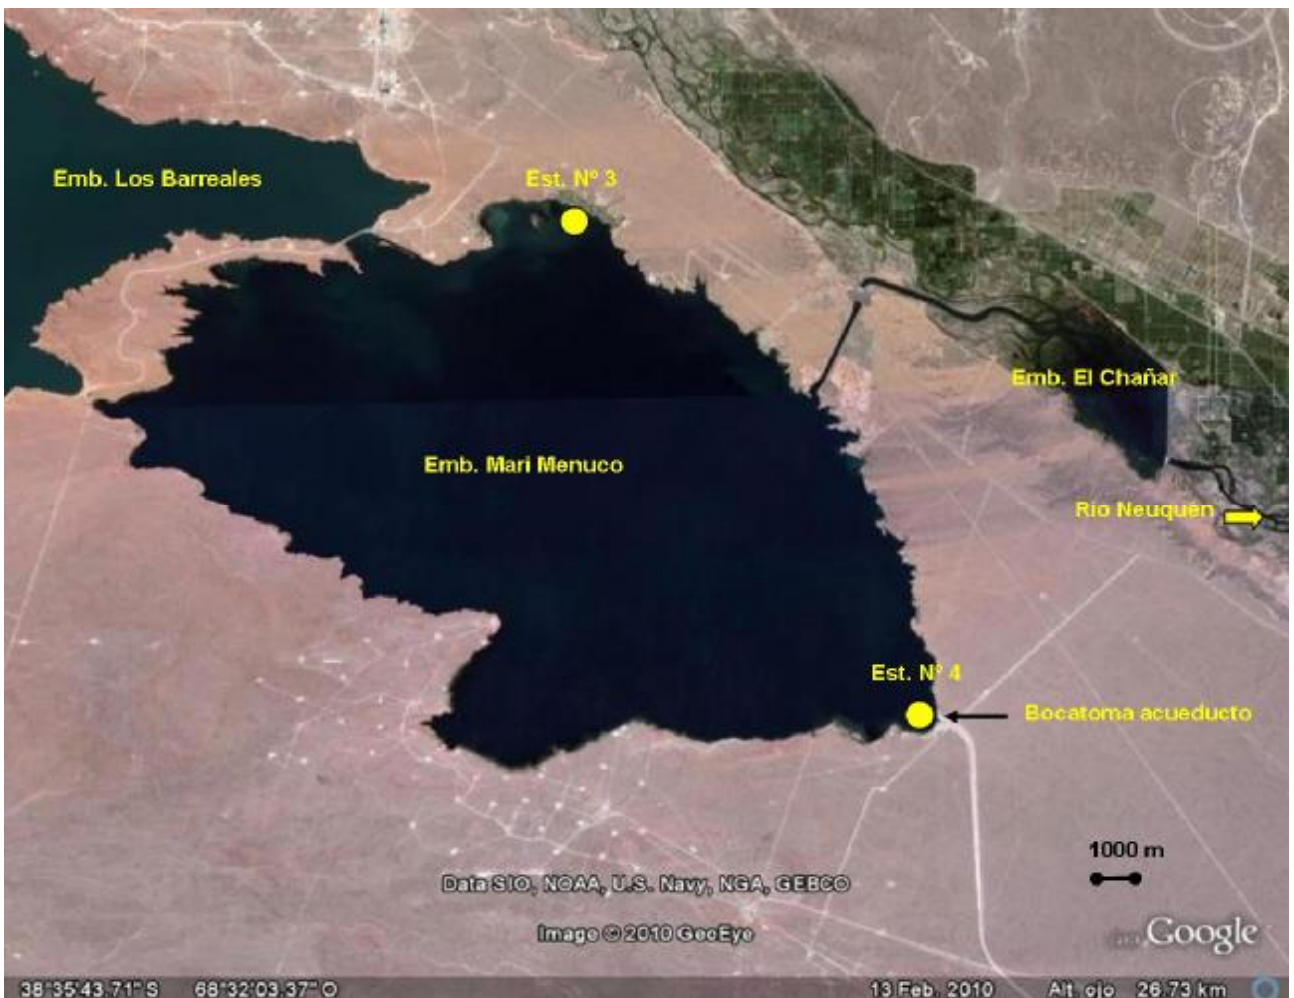 Emb. Los Barreales
Est. Nº 3
Emb. El Chañar
Emb. Mari Menuco
Río Neuquén
Est. Nº 4
Bocatoma acueducto
1000 m
Data SIO, NOAA, U.S. Navy, NGA, GEBCO
Image © 2010 GeoEye
Google
38°35'43.71" S 68°32'03.37" O 13 Feb. 2010 Alt. ojo 26.73 km